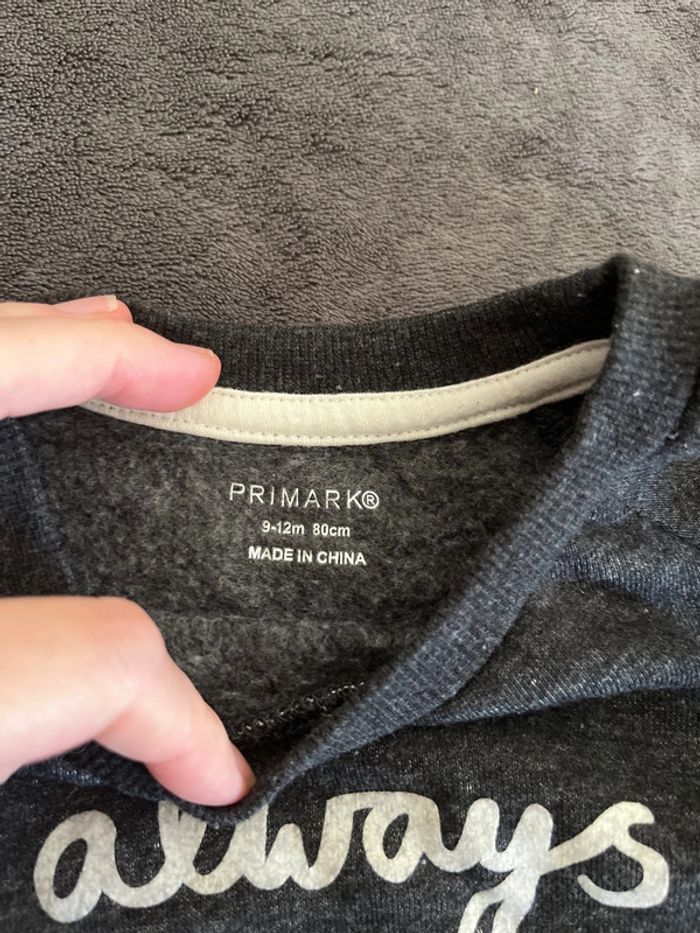 PRIMARK®
9-12m 80cm
MADE IN CHINA
always